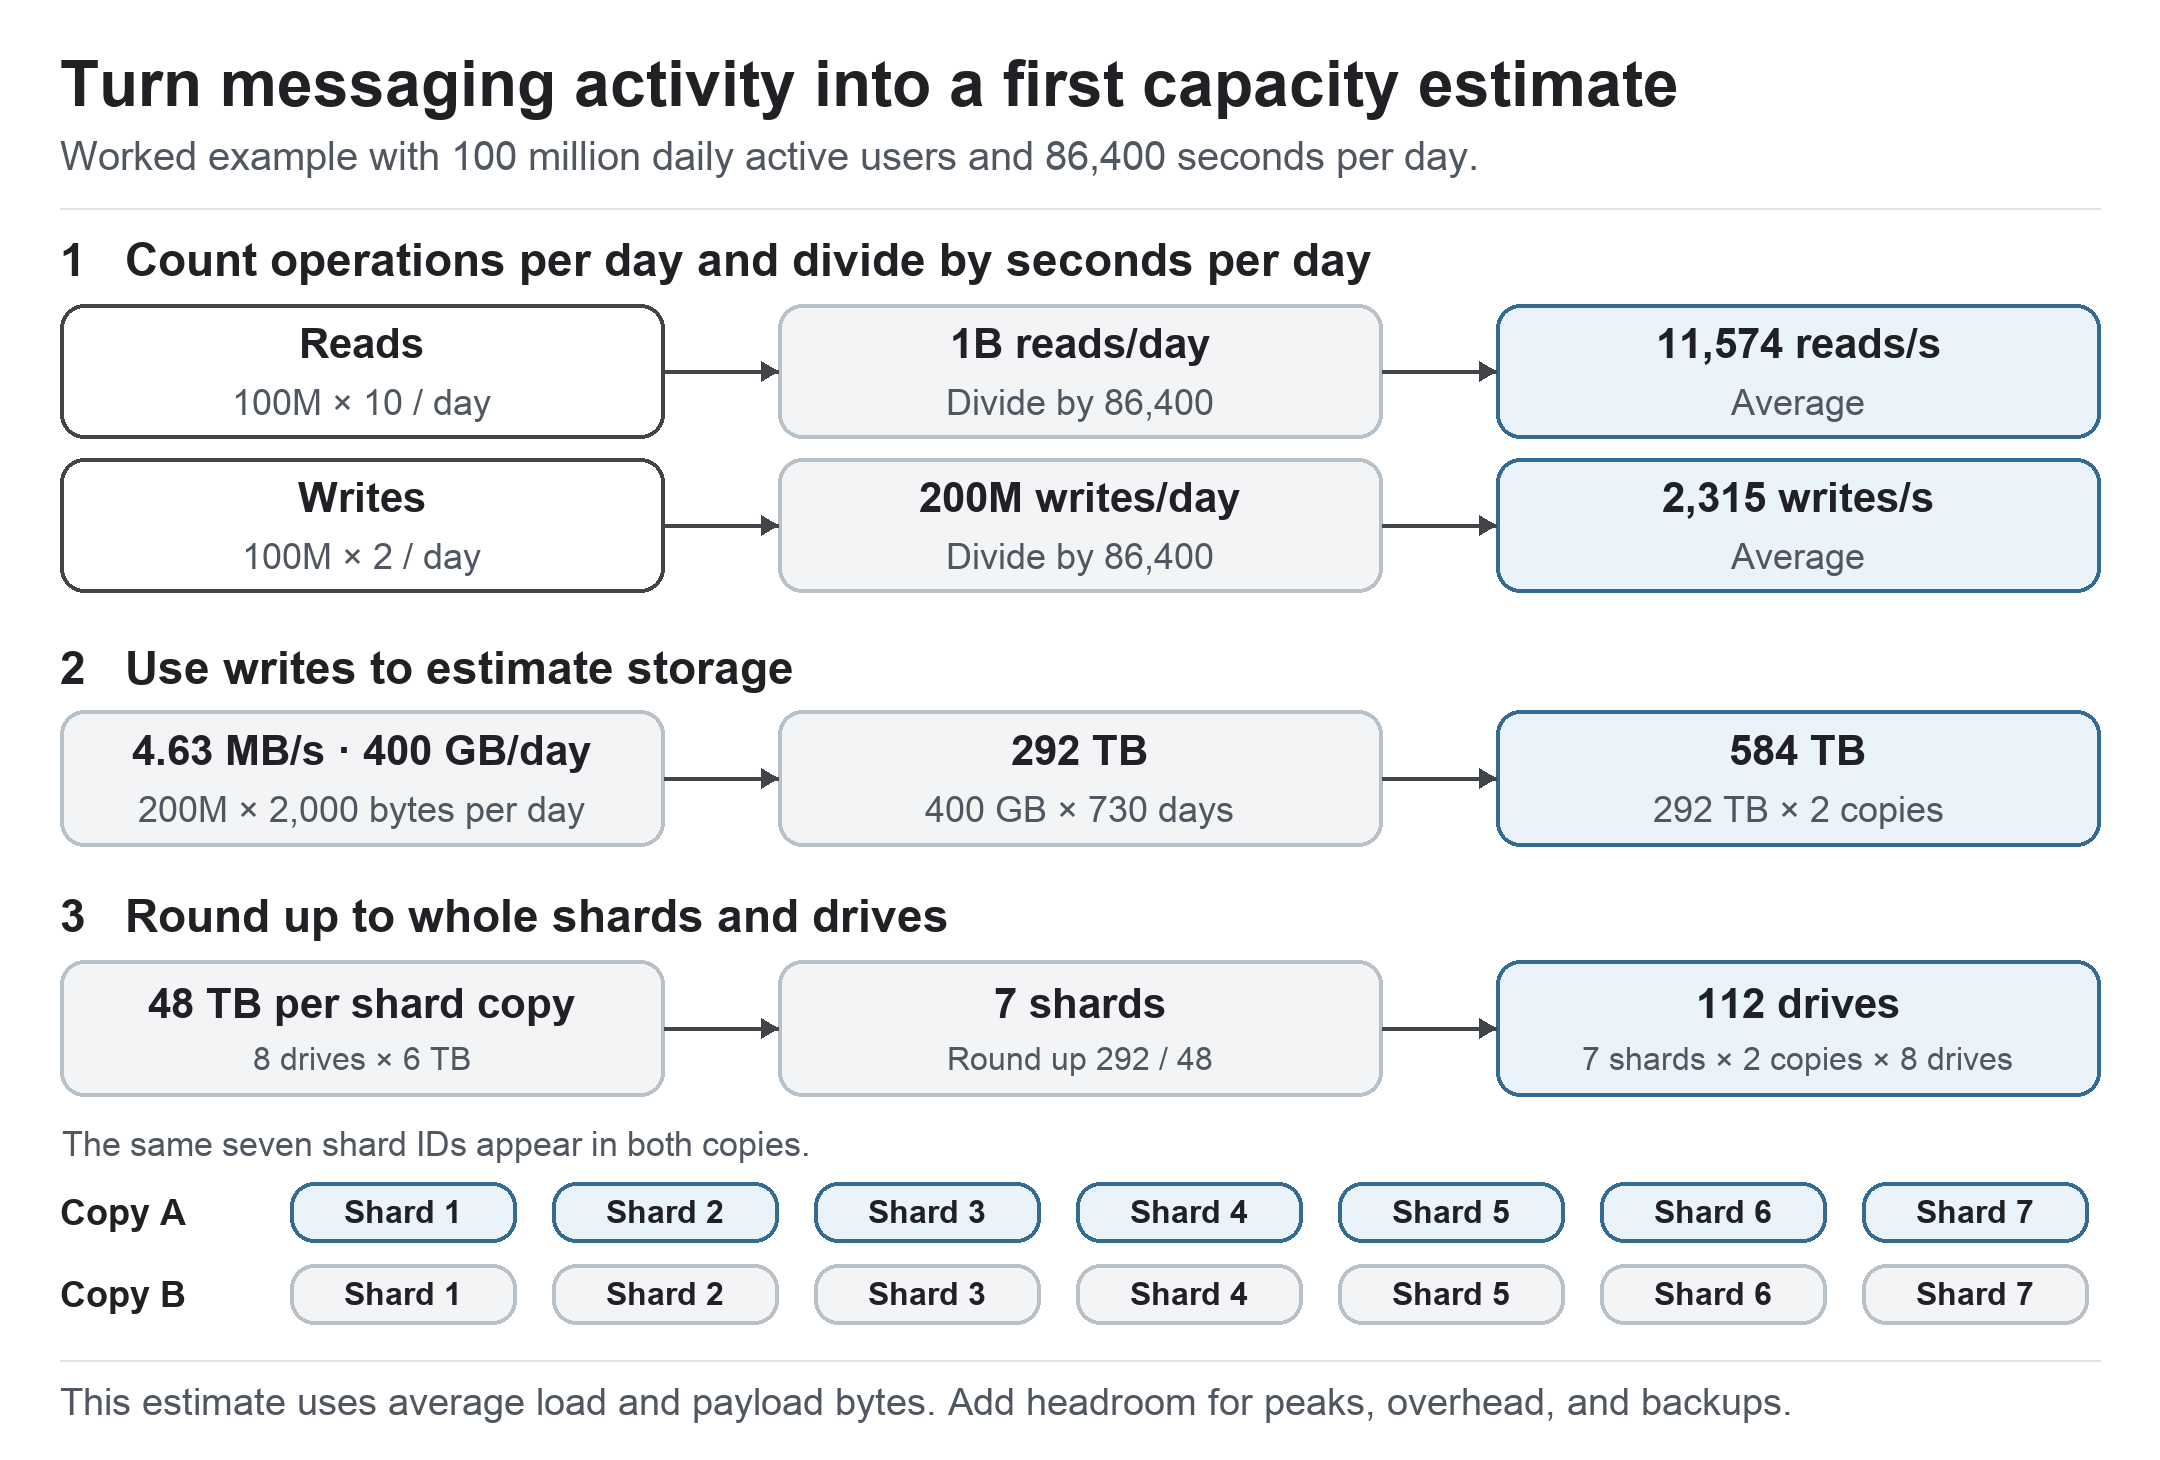 Turn messaging activity into a first capacity estimate
Worked example with 100 million daily active users and 86,400 seconds per day.
1 Count operations per day and divide by seconds per day
Reads
100M × 10 / day
1B reads/day
Divide by 86,400
11,574 reads/s
Average
Writes
100M × 2 / day
200M writes/day
Divide by 86,400
2,315 writes/s
Average
2 Use writes to estimate storage
4.63 MB/s · 400 GB/day
200M × 2,000 bytes per day
292 TB
400 GB × 730 days
584 TB
292 TB × 2 copies
3 Round up to whole shards and drives
48 TB per shard copy
8 drives × 6 TB
7 shards
Round up 292 / 48
112 drives
7 shards × 2 copies × 8 drives
The same seven shard IDs appear in both copies.
Copy A Shard 1 Shard 2 Shard 3 Shard 4 Shard 5 Shard 6 Shard 7
Copy B Shard 1 Shard 2 Shard 3 Shard 4 Shard 5 Shard 6 Shard 7
This estimate uses average load and payload bytes. Add headroom for peaks, overhead, and backups.